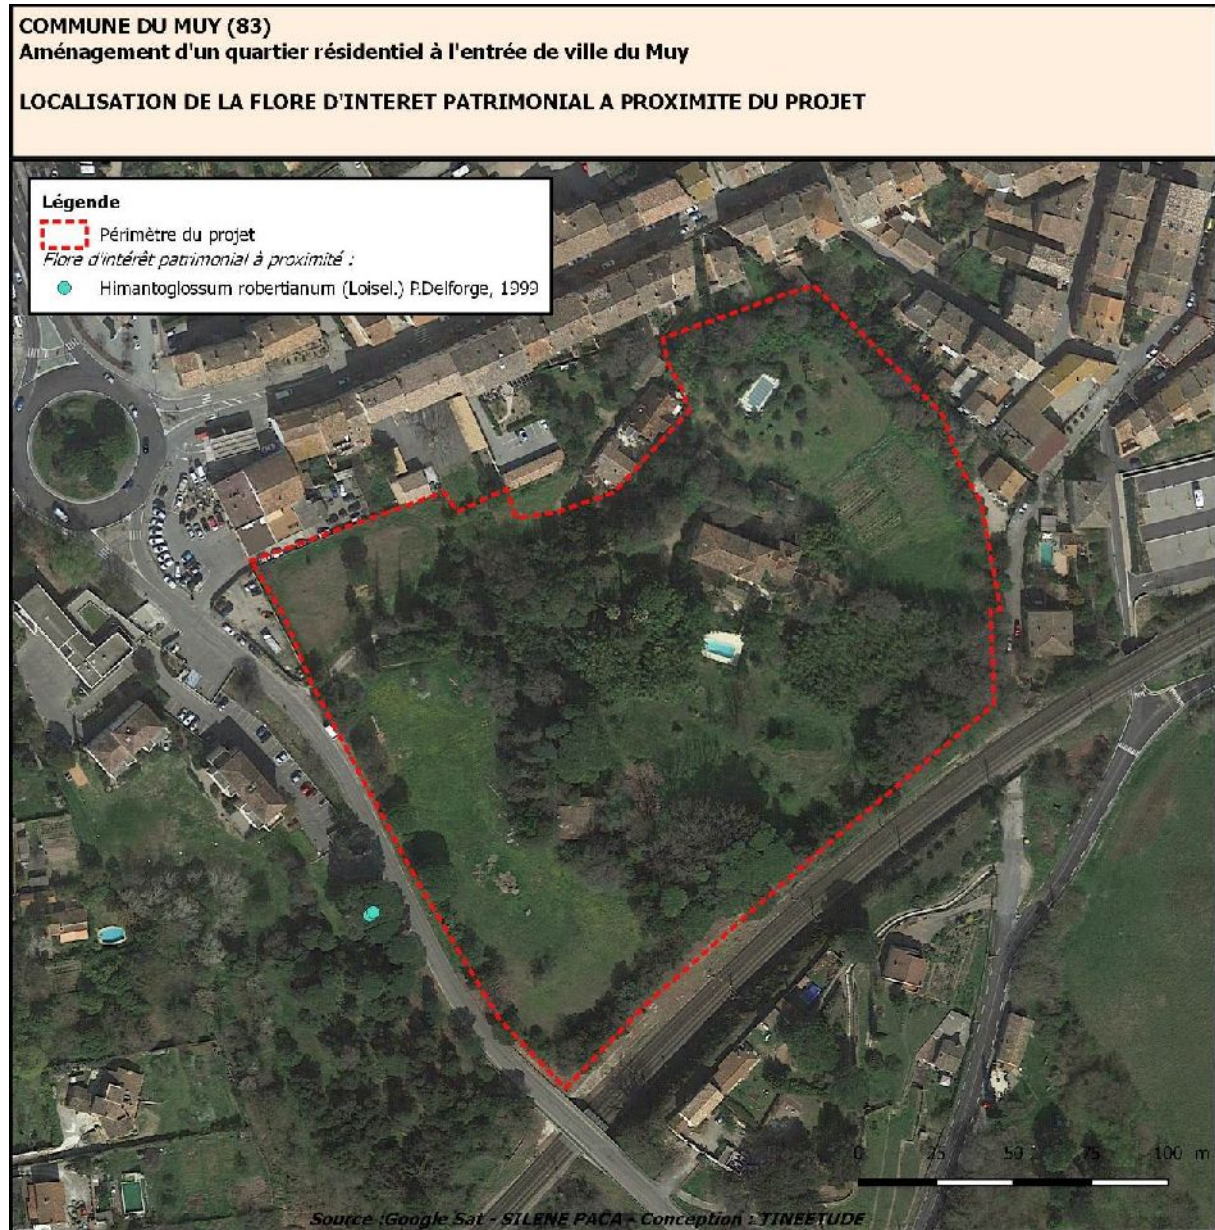 COMMUNE DU MUY (83)
Aménagement d'un quartier résidentiel à l'entrée de ville du Muy
LOCALISATION DE LA FLORE D'INTERET PATRIMONIAL A PROXIMITE DU PROJET
Légende
Périmètre du projet
Flore d'intérêt patrimonial à proximité :
Himantoglossum robertianum (Loisel.) P.Delforge, 1999
0 25 50 75 100 m
Source :Google Sat - SILENE PACA - Conception : TINEETUDE